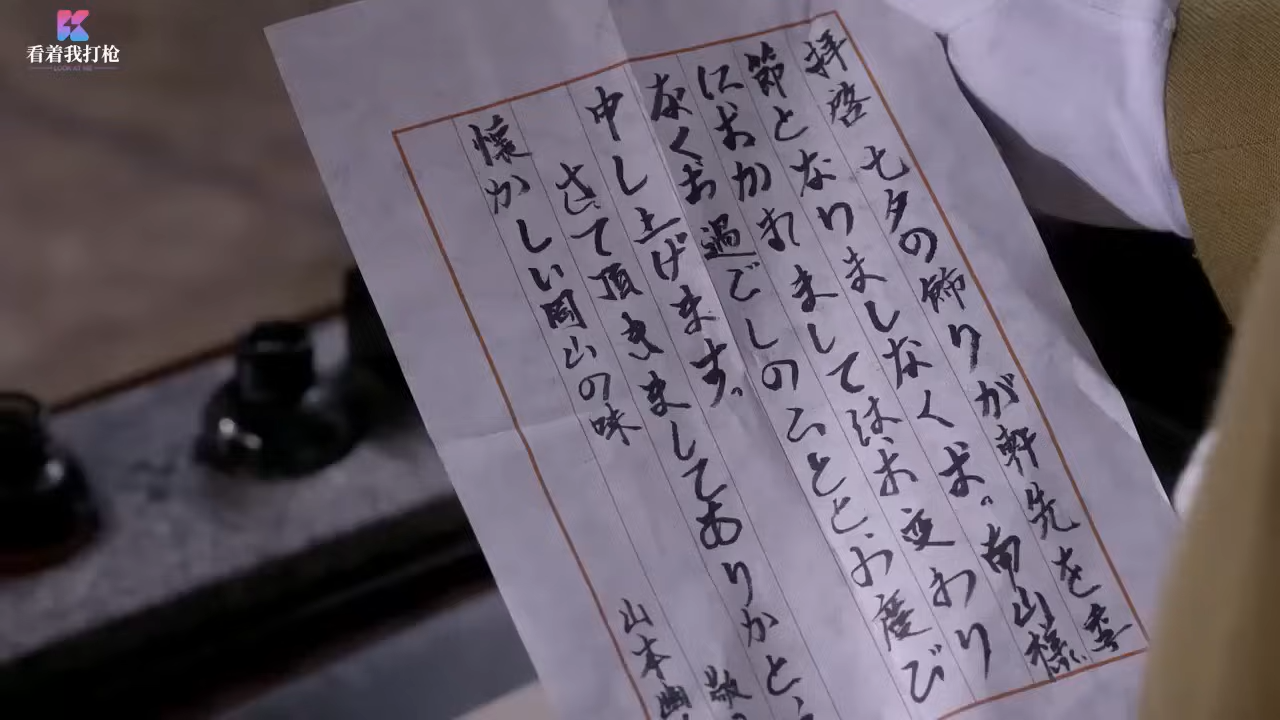 看着我打枪
拝啓 七夕の飾りが軒先を季
節となりましなくが。南山様
におかれましてはお変わり
なくお過ごしのことと、お慶び
申し上げます。
さて頂きましてありがと、
懐かしい岡山の味
敬
山本